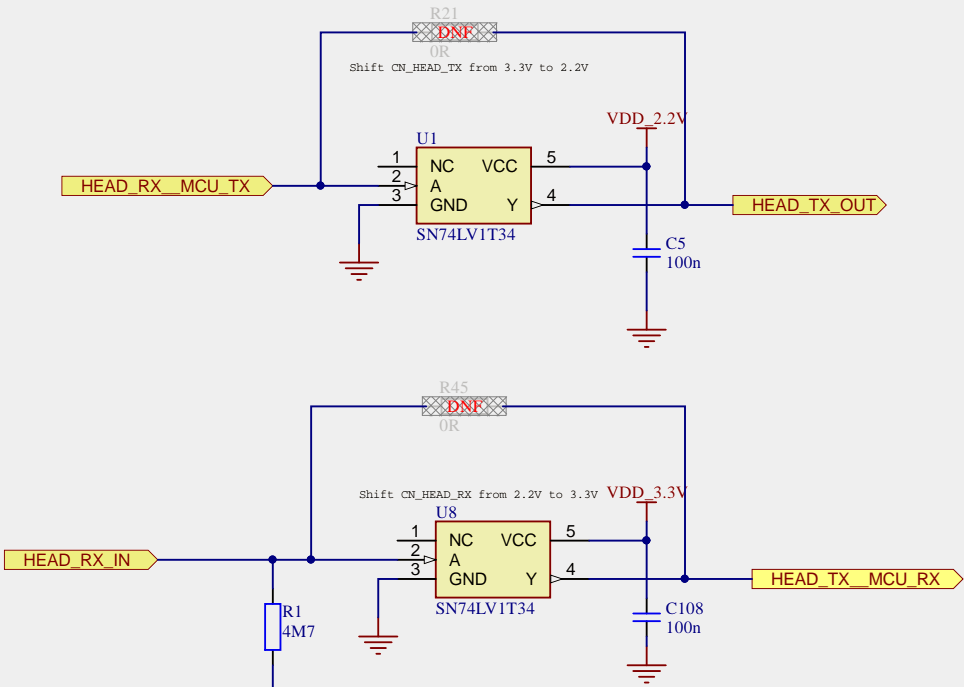 R21
DNF
0R
Shift CN_HEAD_TX from 3.3V to 2.2V
VDD_2.2V
U1
1 NC VCC 5
HEAD_RX__MCU_TX 2 A
3 GND Y 4 HEAD_TX_OUT
SN74LV1T34
C5
100n
R45
DNF
0R
Shift CN_HEAD_RX from 2.2V to 3.3V VDD_3.3V
U8
1 NC VCC 5
HEAD_RX_IN 2 A
3 GND Y 4 HEAD_TX__MCU_RX
SN74LV1T34
C108
100n
R1
4M7